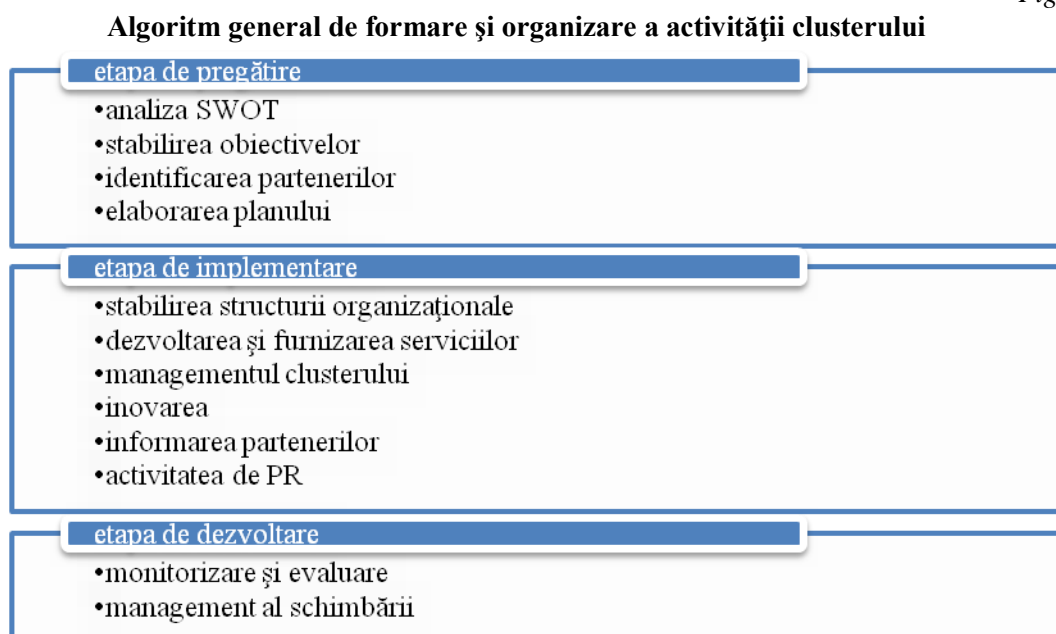 Algoritm general de formare şi organizare a activităţii clusterului
etapa de pregătire
•analiza SWOT
•stabilirea obiectivelor
•identificarea partenerilor
•elaborarea planului
etapa de implementare
•stabilirea structurii organizaţionale
•dezvoltarea şi furnizarea serviciilor
•managementul clusterului
•inovarea
•informarea partenerilor
•activitatea de PR
etapa de dezvoltare
•monitorizare şi evaluare
•management al schimbării